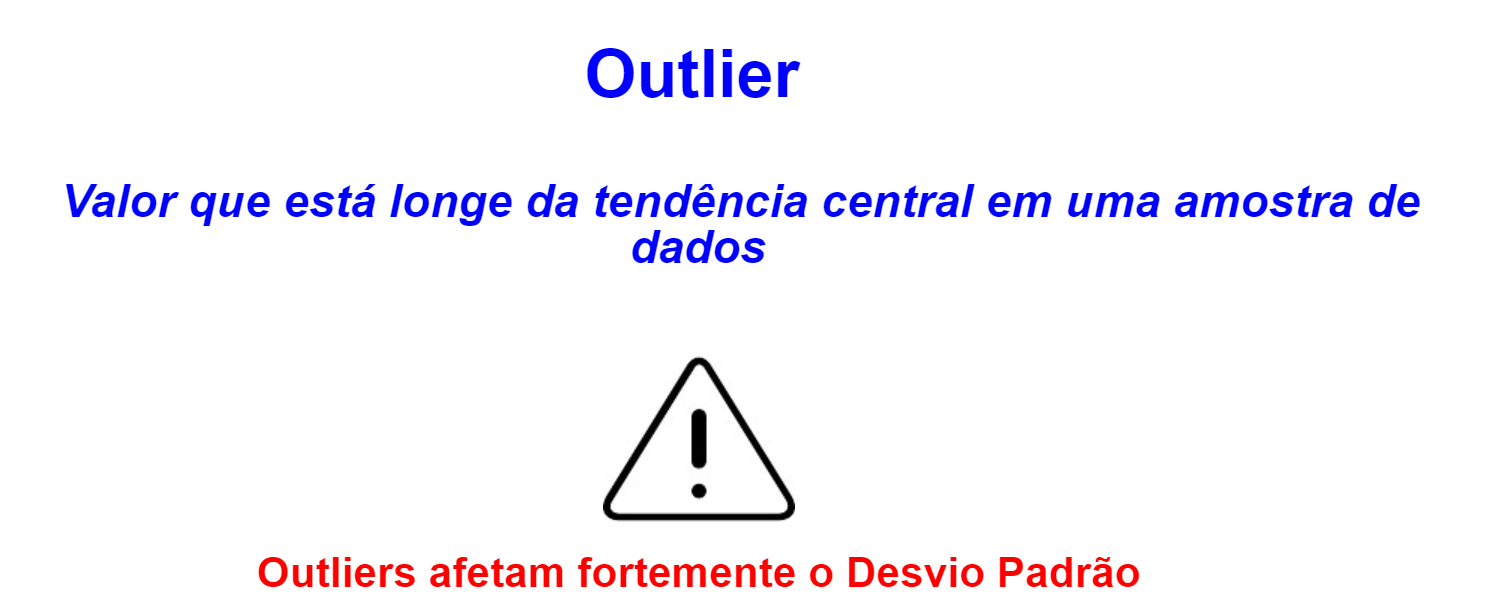 Outlier
Valor que está longe da tendência central em uma amostra de
dados
Outliers afetam fortemente o Desvio Padrão